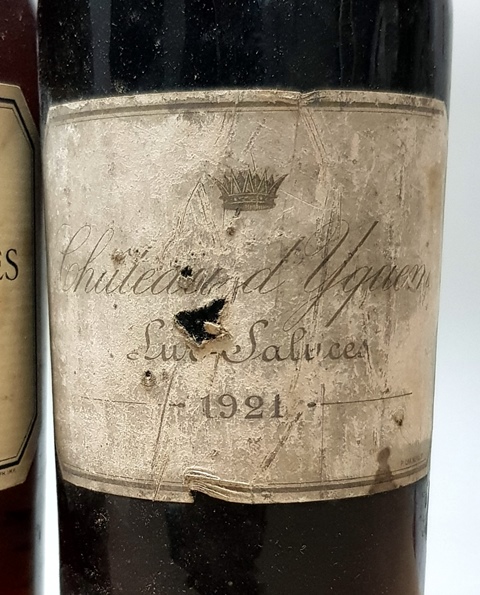 Château d'Yquem
Lur-Saluces
1921
ES